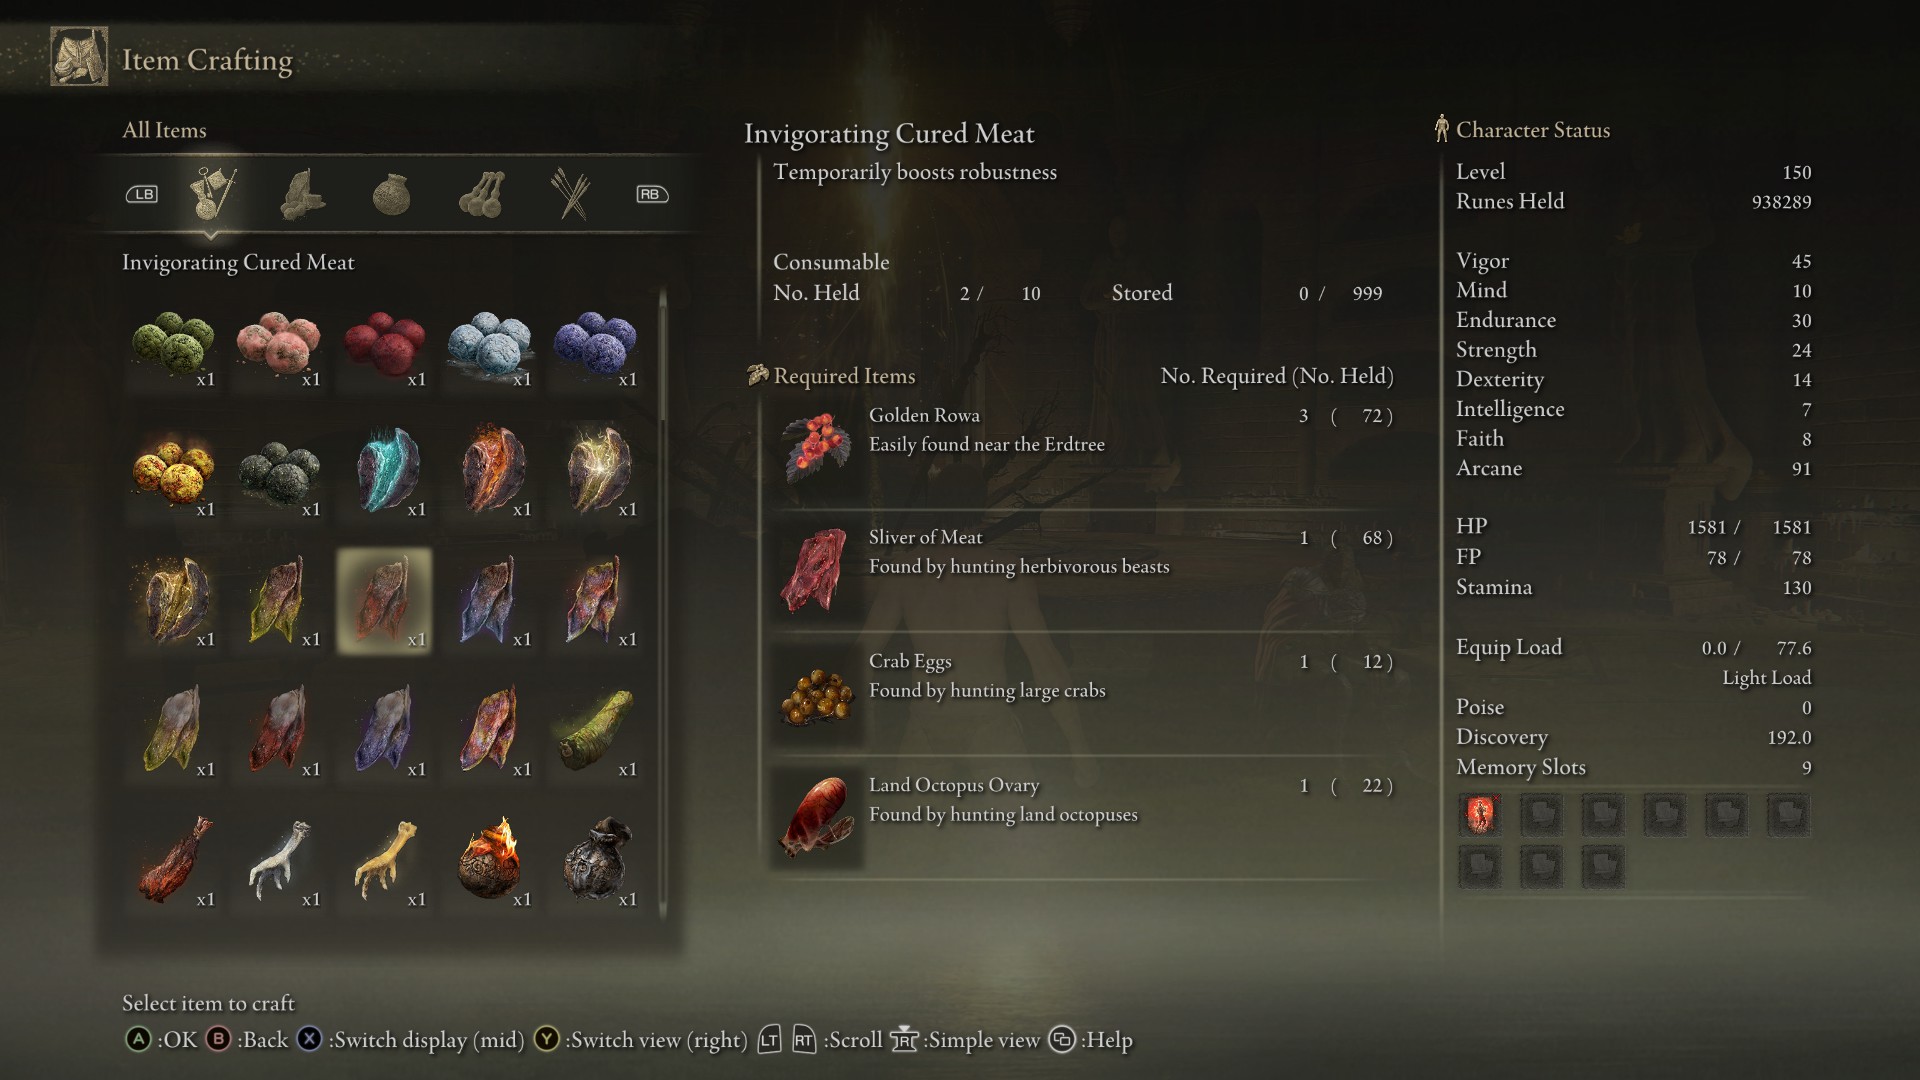 Item Crafting
All Items
LB
RB
Invigorating Cured Meat
x1 x1 x1 x1 x1
x1 x1 x1 x1 x1
x1 x1 x1 x1 x1
x1 x1 x1 x1 x1
x1 x1 x1 x1 x1
Invigorating Cured Meat
Temporarily boosts robustness
Consumable
No. Held 2 / 10 Stored 0 / 999
Required Items No. Required (No. Held)
Golden Rowa 3 ( 72 )
Easily found near the Erdtree
Sliver of Meat 1 ( 68 )
Found by hunting herbivorous beasts
Crab Eggs 1 ( 12 )
Found by hunting large crabs
Land Octopus Ovary 1 ( 22 )
Found by hunting land octopuses
Character Status
Level 150
Runes Held 938289
Vigor 45
Mind 10
Endurance 30
Strength 24
Dexterity 14
Intelligence 7
Faith 8
Arcane 91
HP 1581 / 1581
FP 78 / 78
Stamina 130
Equip Load 0.0 / 77.6
Light Load
Poise 0
Discovery 192.0
Memory Slots 9
Select item to craft
A :OK B :Back X :Switch display (mid) Y :Switch view (right) LT RT :Scroll R :Simple view :Help